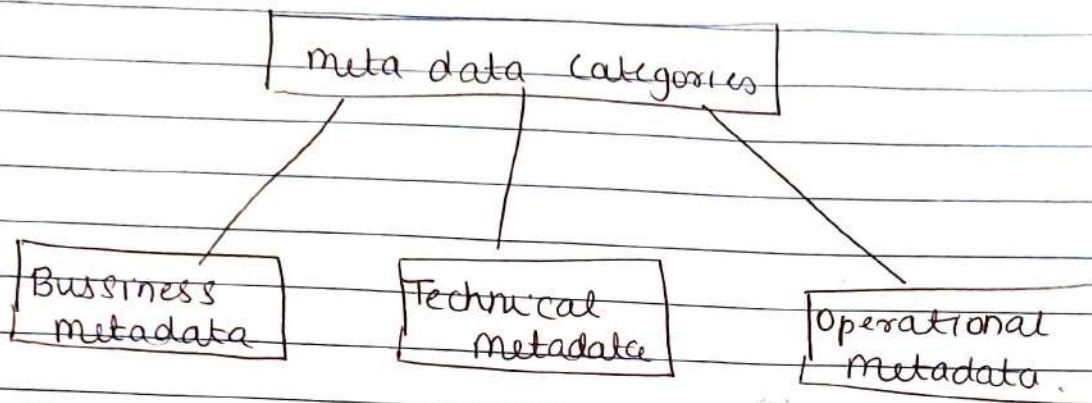 meta data categories
Bussiness
metadata
Technical
metadata
Operational
metadata.